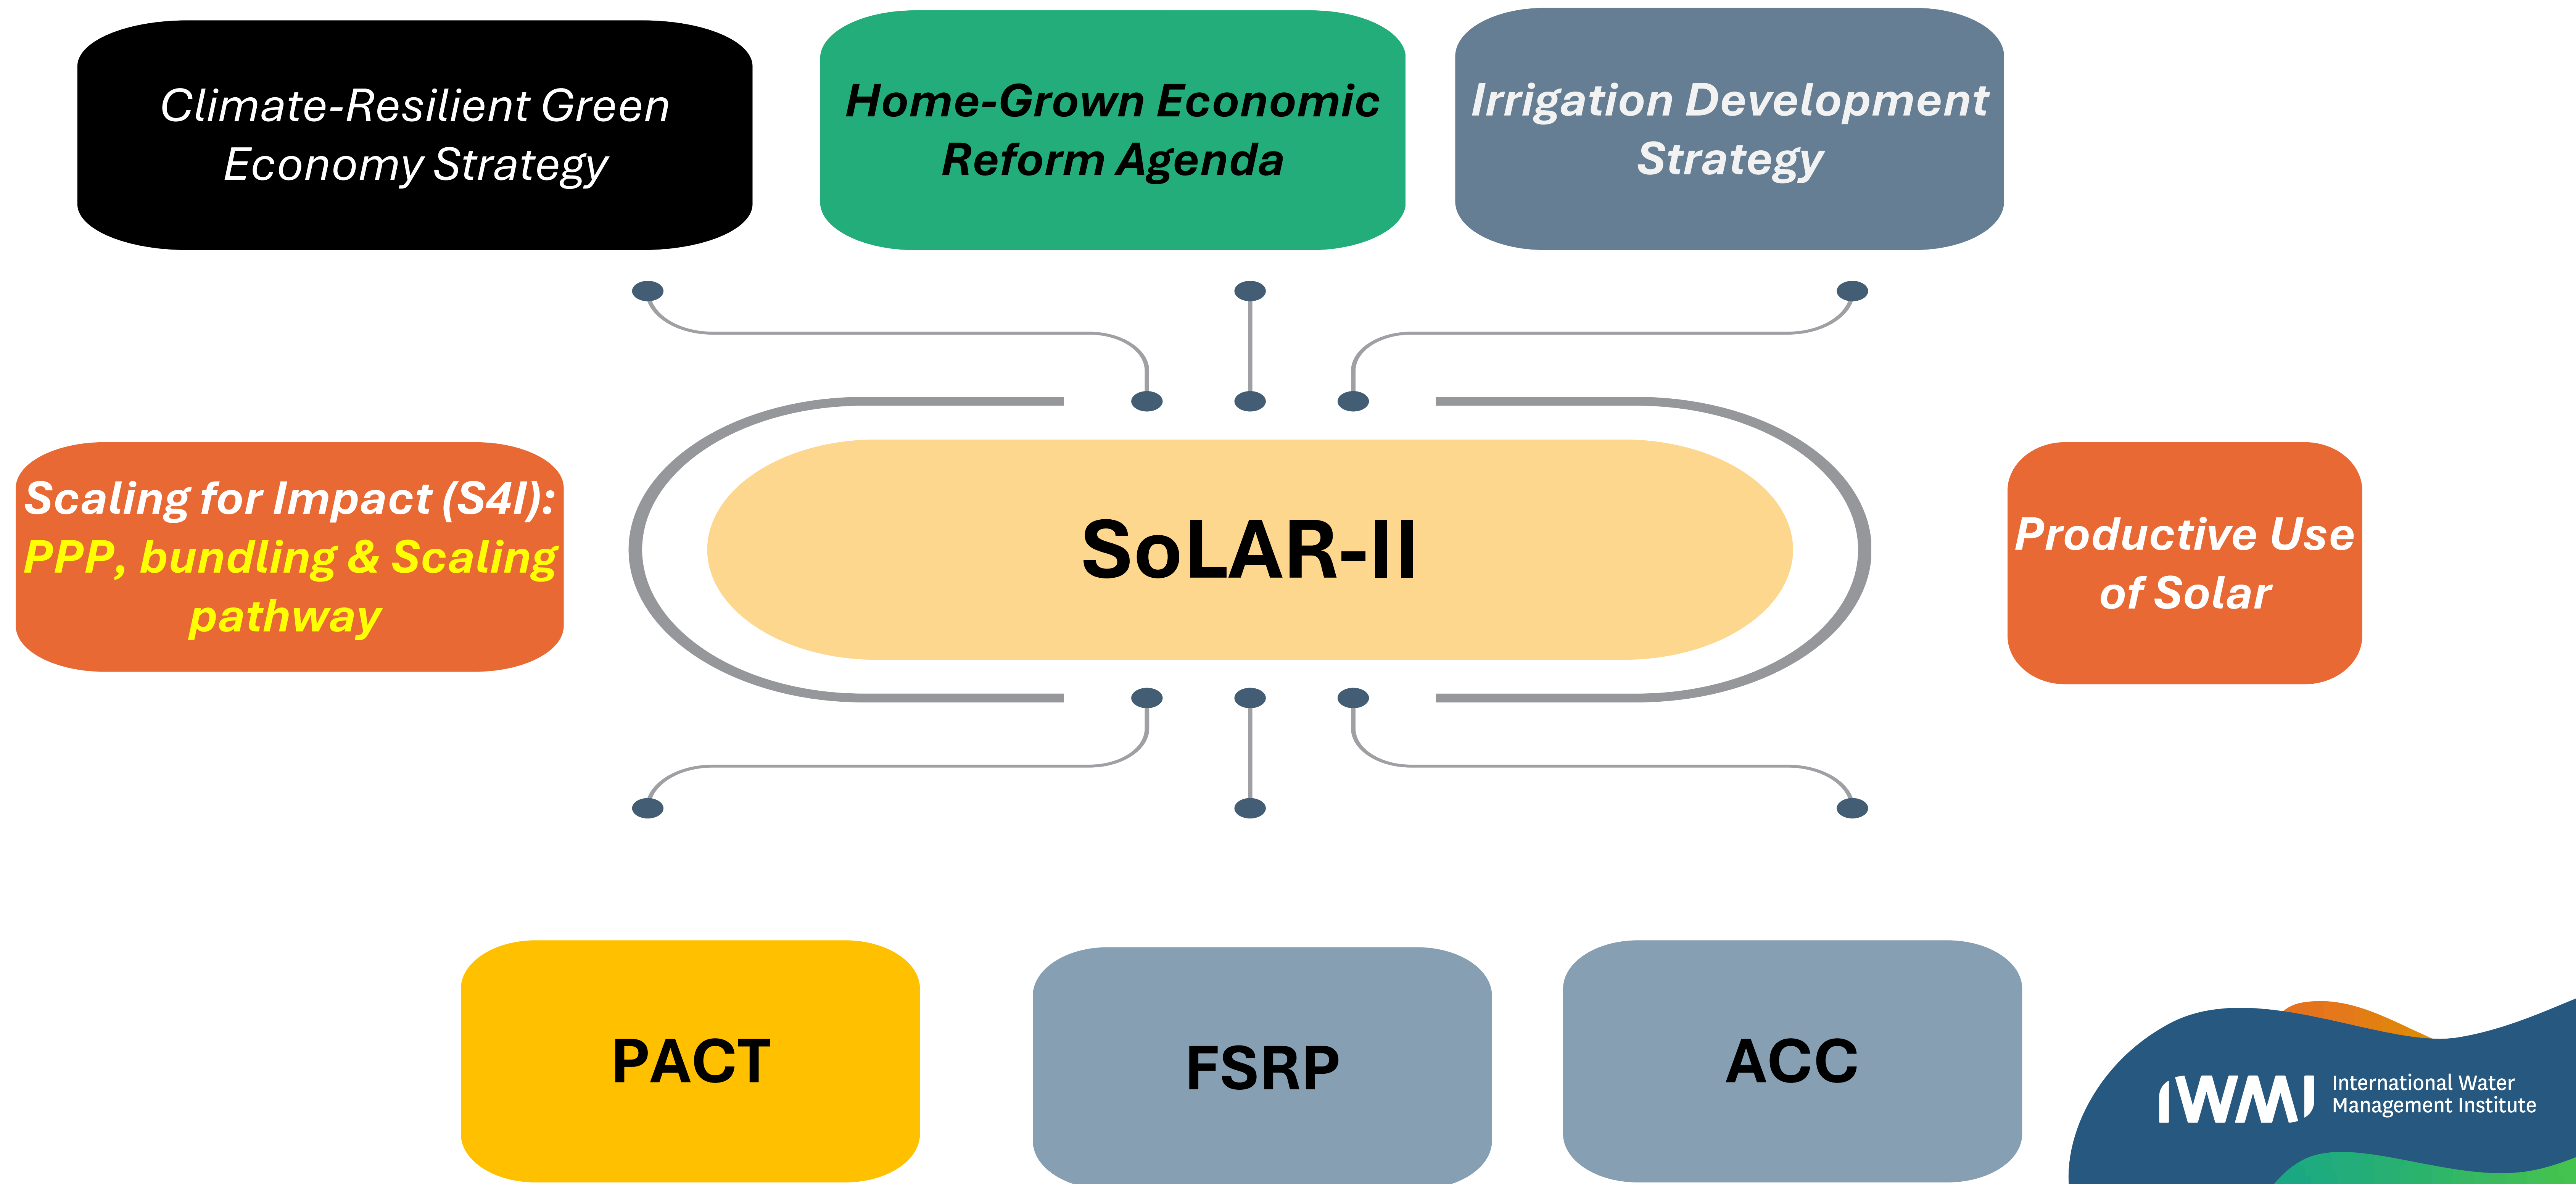 Climate-Resilient Green
Economy Strategy
Home-Grown Economic
Reform Agenda
Irrigation Development
Strategy
Scaling for Impact (S4I):
PPP, bundling & Scaling
pathway
SoLAR-II
Productive Use
of Solar
PACT
FSRP
ACC
IWMI
International Water
Management Institute